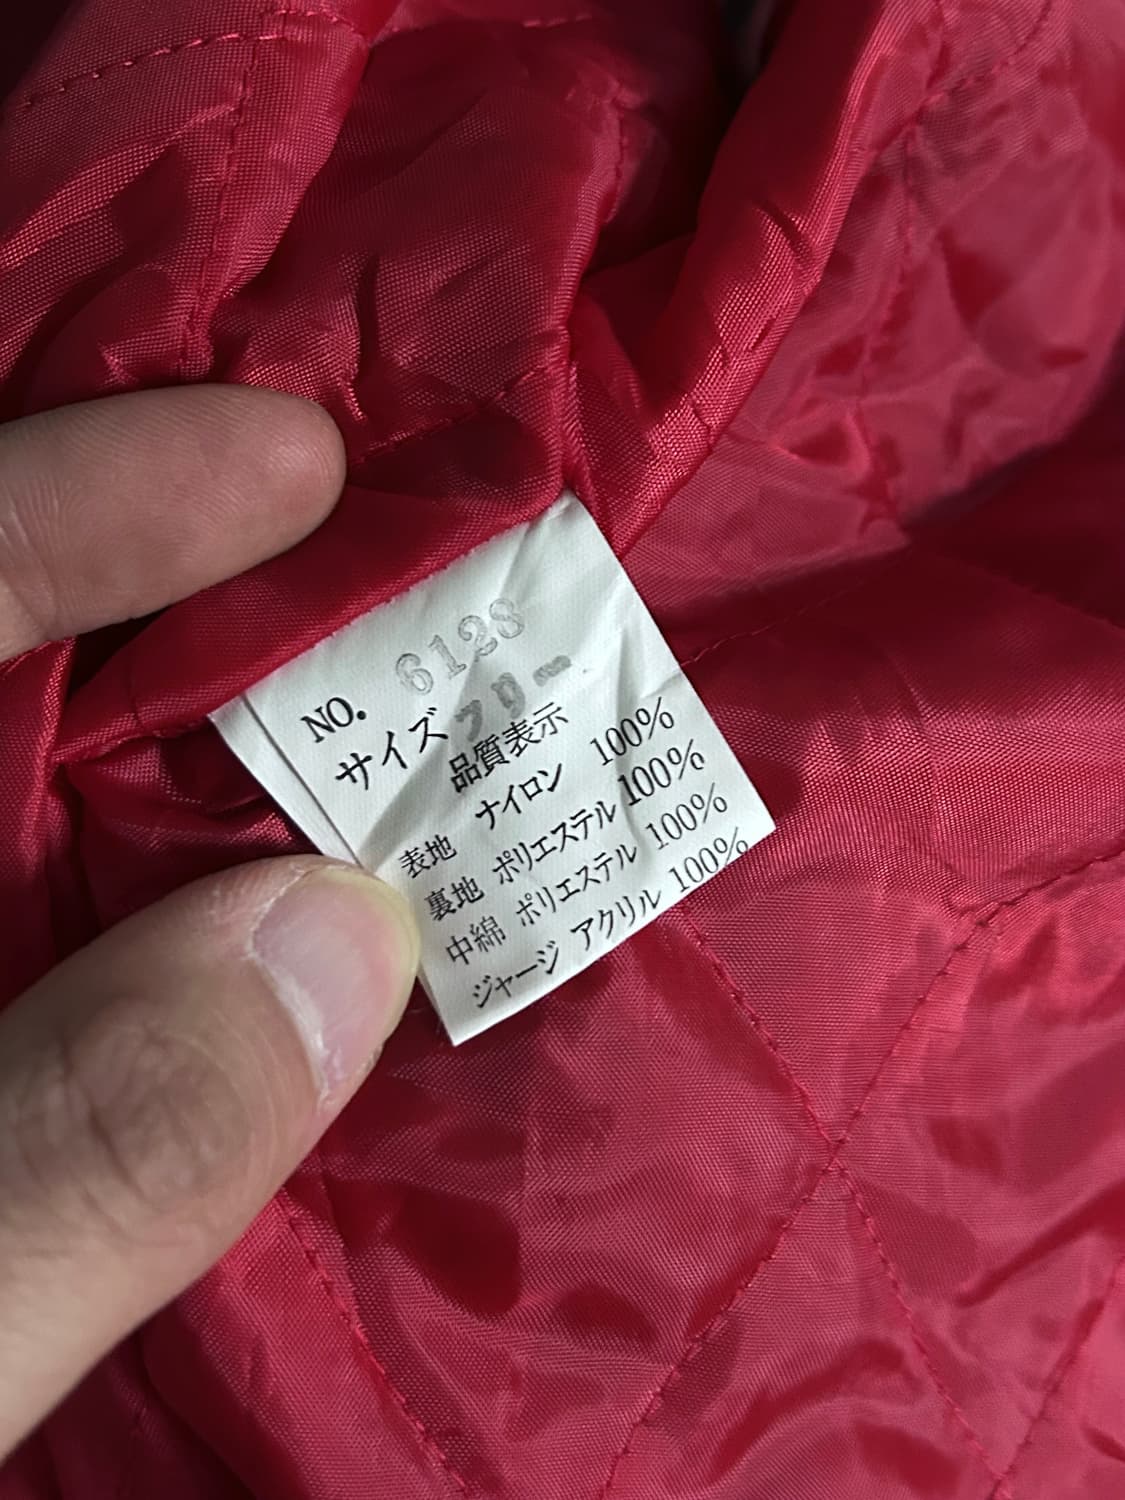 NO. 6128
サイズ フリー
品質表示
表地 ナイロン 100%
裏地 ポリエステル 100%
中綿 ポリエステル 100%
ジャージ アクリル 100%